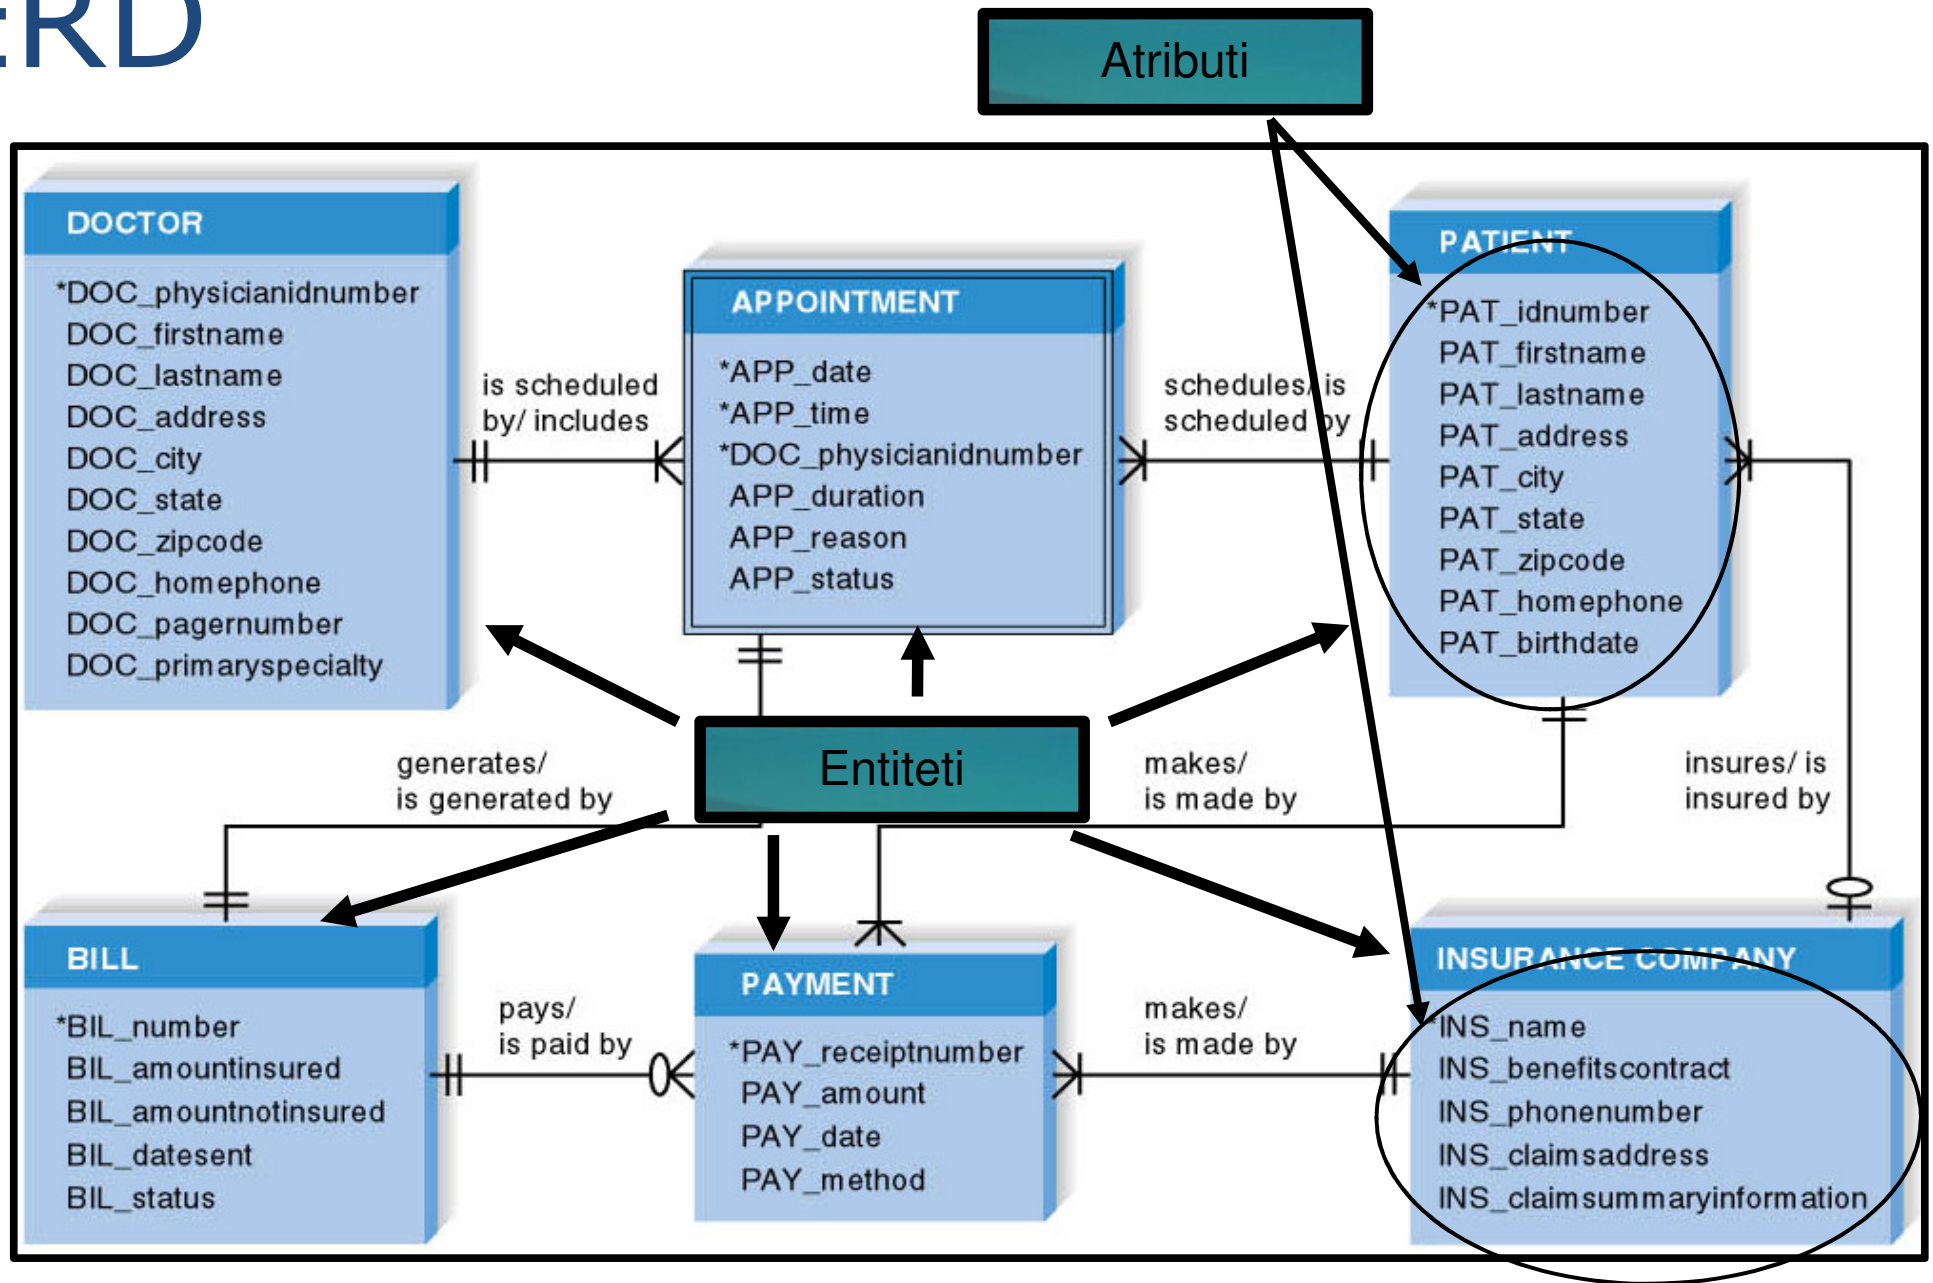 ERD
Atributi
DOCTOR
*DOC_physicianidnumber
DOC_firstname
DOC_lastname
DOC_address
DOC_city
DOC_state
DOC_zipcode
DOC_homephone
DOC_pagernumber
DOC_primaryspecialty
is scheduled
by/ includes
APPOINTMENT
*APP_date
*APP_time
*DOC_physicianidnumber
APP_duration
APP_reason
APP_status
schedules/ is
scheduled by
PATIENT
*PAT_idnumber
PAT_firstname
PAT_lastname
PAT_address
PAT_city
PAT_state
PAT_zipcode
PAT_homephone
PAT_birthdate
generates/
is generated by
Entiteti
makes/
is made by
insures/ is
insured by
BILL
*BIL_number
BIL_amountinsured
BIL_amountnotinsured
BIL_datesent
BIL_status
pays/
is paid by
PAYMENT
*PAY_receiptnumber
PAY_amount
PAY_date
PAY_method
makes/
is made by
INSURANCE COMPANY
*INS_name
INS_benefitscontract
INS_phonenumber
INS_claimsaddress
INS_claimsummaryinformation